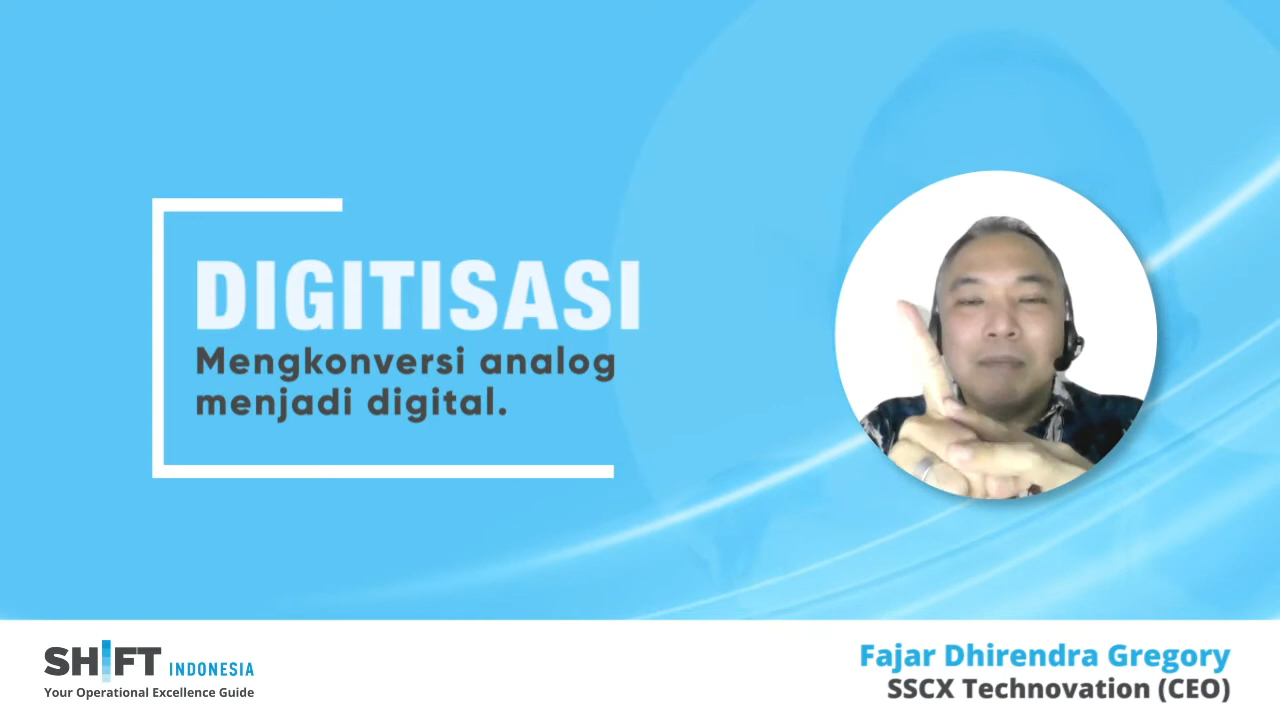 DIGITISASI
Mengkonversi analog
menjadi digital.
SHIFT INDONESIA
Your Operational Excellence Guide
Fajar Dhirendra Gregory
SSCX Technovation (CEO)